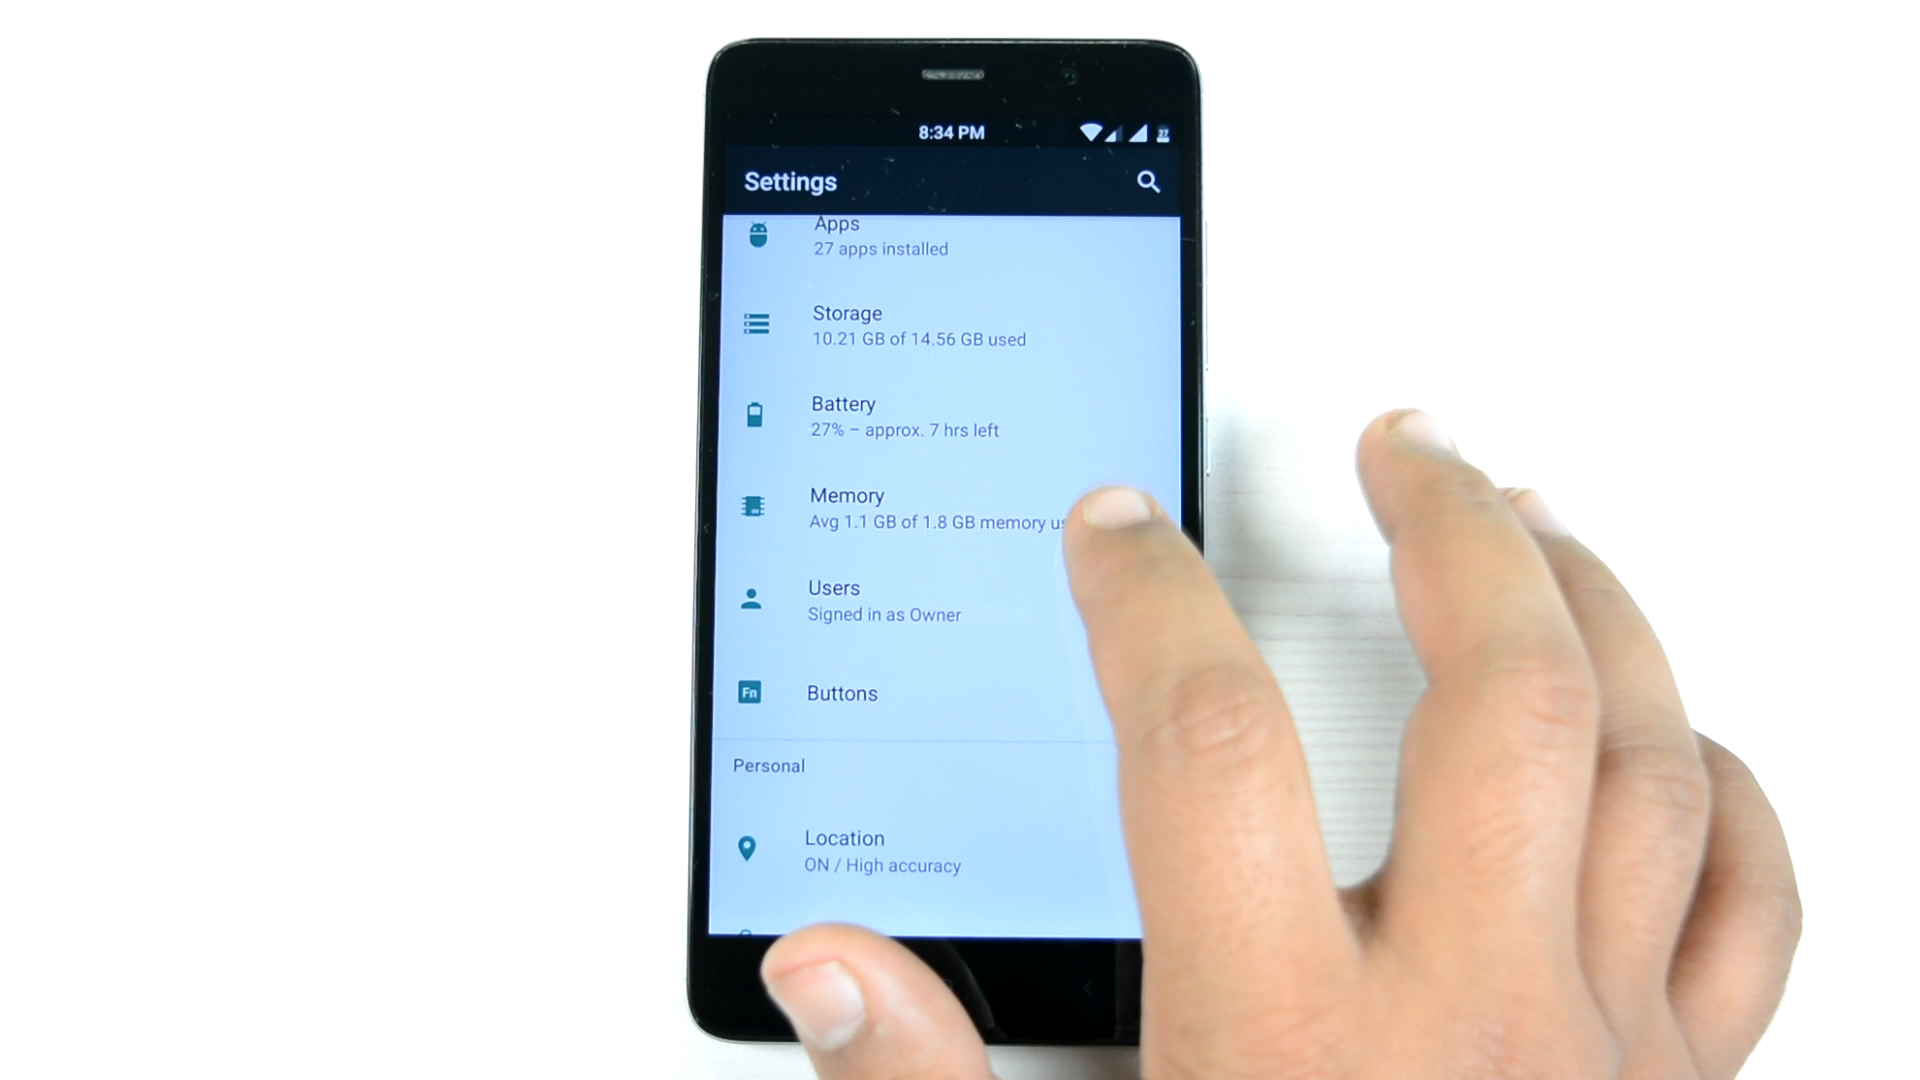 8:34 PM
27
Settings
Apps
27 apps installed
Storage
10.21 GB of 14.56 GB used
Battery
27% – approx. 7 hrs left
Memory
Avg 1.1 GB of 1.8 GB memory
Users
Signed in as Owner
Fn
Buttons
Personal
Location
ON / High accuracy